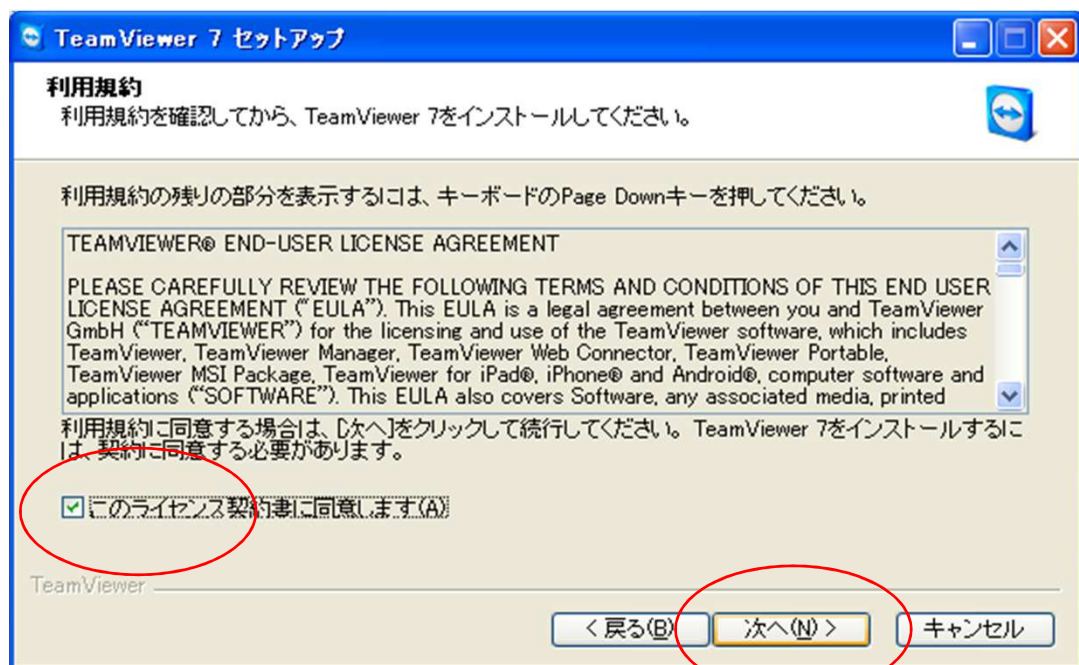 TeamViewer 7 セットアップ
利用規約
利用規約を確認してから、TeamViewer 7をインストールしてください。
利用規約の残りの部分を表示するには、キーボードのPage Downキーを押してください。
TEAMVIEWER® END-USER LICENSE AGREEMENT
PLEASE CAREFULLY REVIEW THE FOLLOWING TERMS AND CONDITIONS OF THIS END USER
LICENSE AGREEMENT (“EULA”). This EULA is a legal agreement between you and TeamViewer
GmbH (“TEAMVIEWER”) for the licensing and use of the TeamViewer software, which includes
TeamViewer, TeamViewer Manager, TeamViewer Web Connector, TeamViewer Portable,
TeamViewer MSI Package, TeamViewer for iPad®, iPhone® and Android®, computer software and
applications (“SOFTWARE”). This EULA also covers Software, any associated media, printed
利用規約に同意する場合は、[次へ]をクリックして続行してください。 TeamViewer 7をインストールするに
は、契約に同意する必要があります。
このライセンス契約書に同意します(A)
TeamViewer
< 戻る(B) 次へ(N) > キャンセル